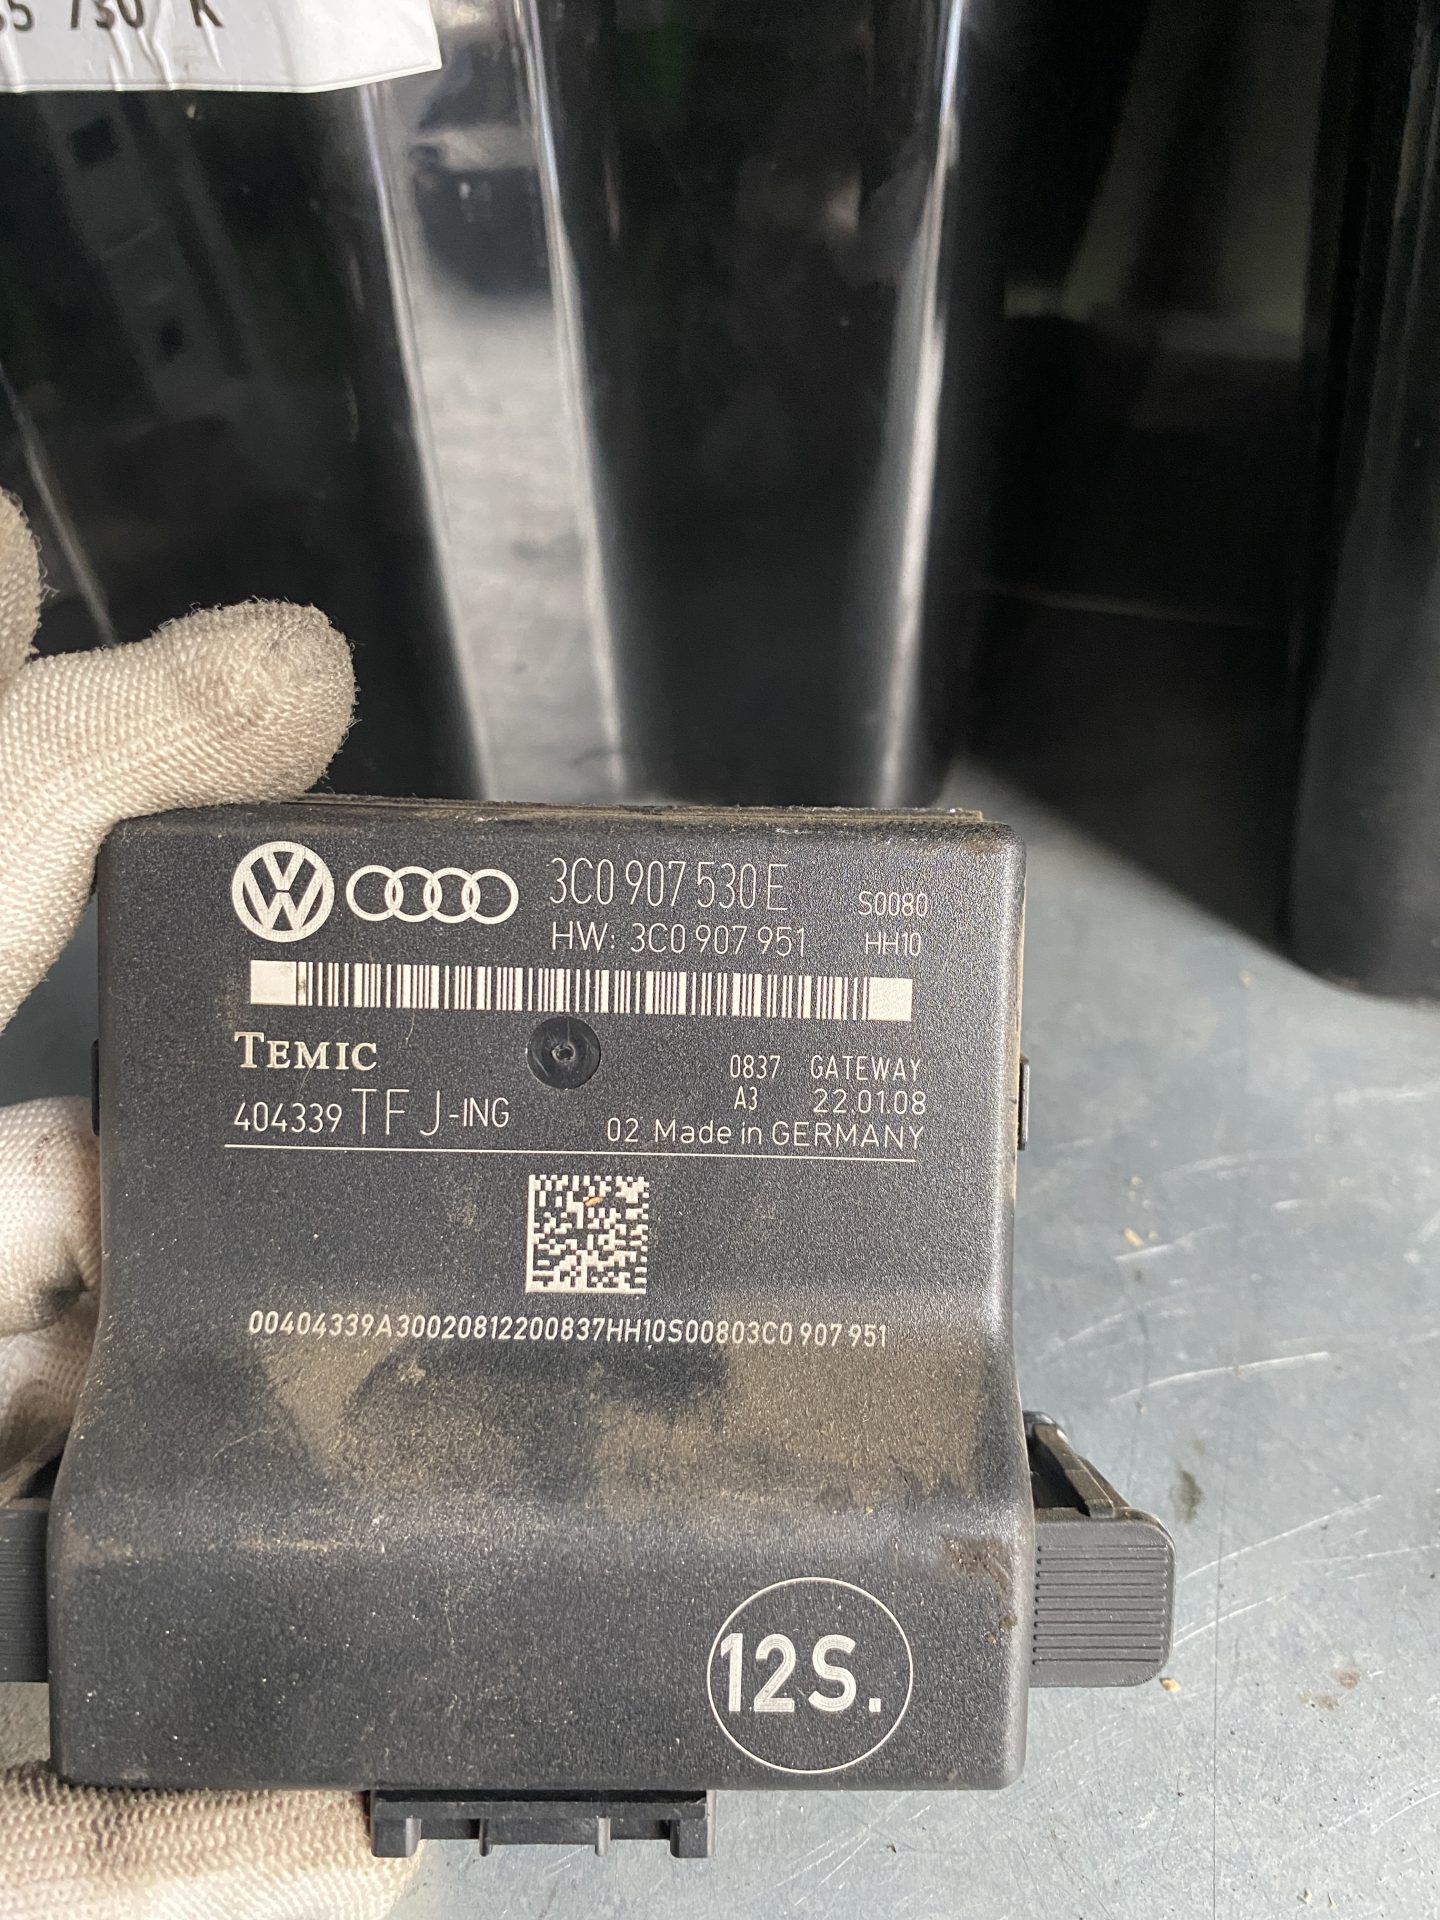 730 K
3C0 907 530 E S0080
HW: 3C0 907 951 HH10
TEMIC
0837 GATEWAY
A3 22.01.08
404339 TFJ-ING
02 Made in GERMANY
00404339A30020812200837HH10S00803C0 907 951
12S.